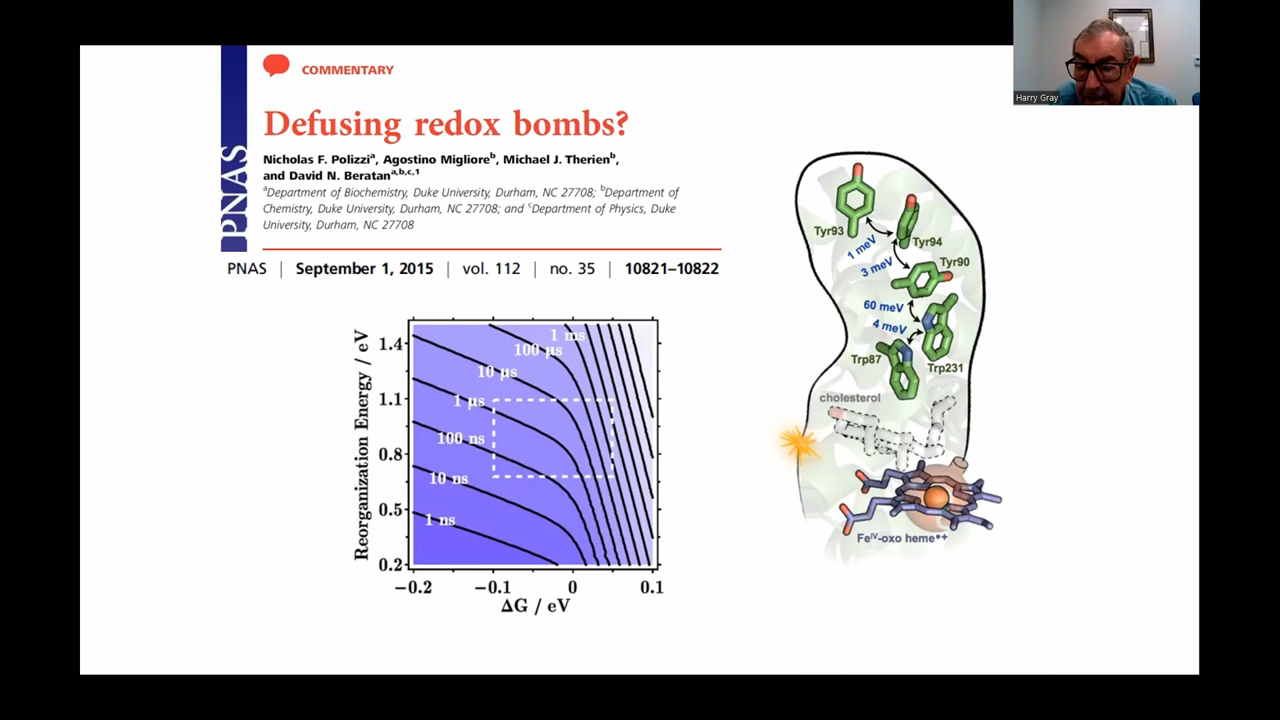 COMMENTARY
Defusing redox bombs?
Nicholas F. Polizziᵃ, Agostino Miglioreᵇ, Michael J. Therienᵇ,
and David N. Beratanᵃ,ᵇ,ᶜ,¹
ᵃDepartment of Biochemistry, Duke University, Durham, NC 27708; ᵇDepartment of
Chemistry, Duke University, Durham, NC 27708; and ᶜDepartment of Physics, Duke
University, Durham, NC 27708
PNAS
PNAS | September 1, 2015 | vol. 112 | no. 35 | 10821–10822
Harry Gray
Reorganization Energy / eV
1.4
1.1
0.8
0.5
0.2
1 ms
100 µs
10 µs
1 µs
100 ns
10 ns
1 ns
−0.2 −0.1 0 0.1
ΔG / eV
Tyr93
Tyr94
1 meV
3 meV
Tyr90
60 meV
4 meV
Trp87
Trp231
cholesterol
Feᴵⱽ-oxo heme•+